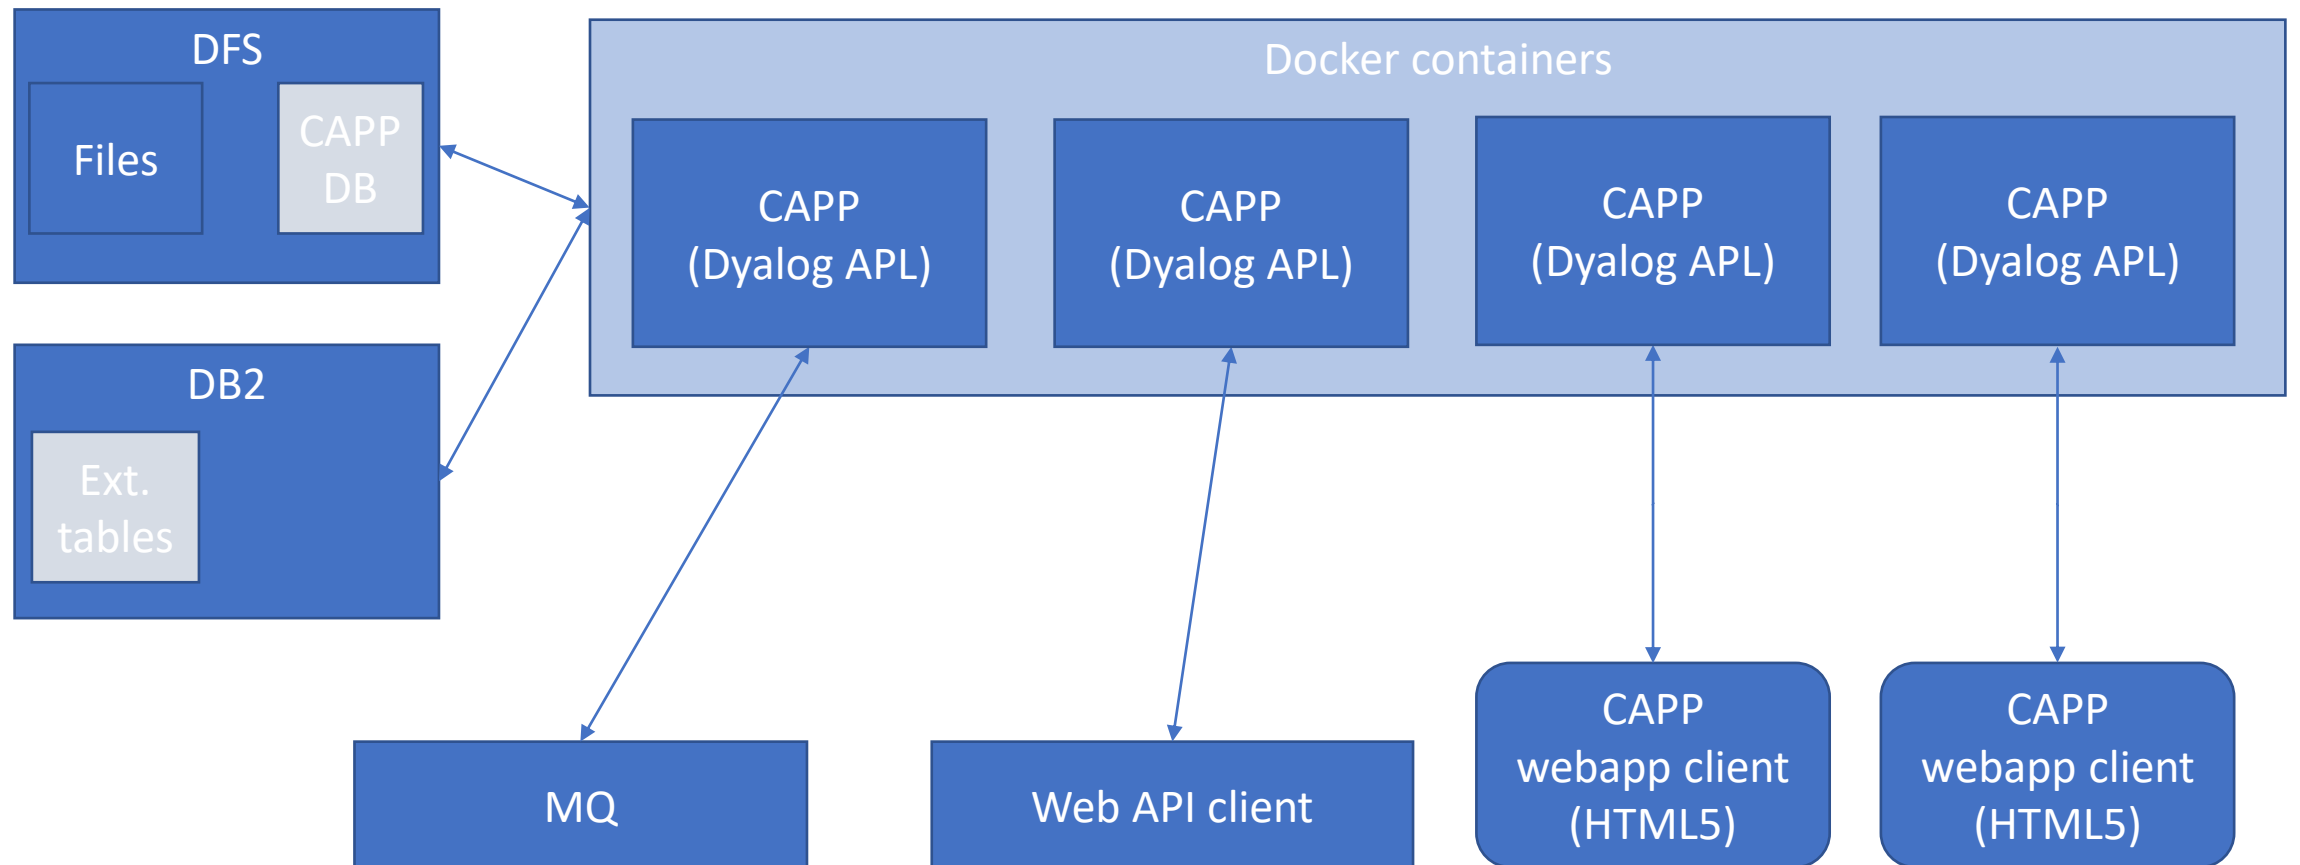 DFS
Files
CAPP
DB
Docker containers
CAPP
(Dyalog APL)
CAPP
(Dyalog APL)
CAPP
(Dyalog APL)
CAPP
(Dyalog APL)
DB2
Ext.
tables
MQ
Web API client
CAPP
webapp client
(HTML5)
CAPP
webapp client
(HTML5)